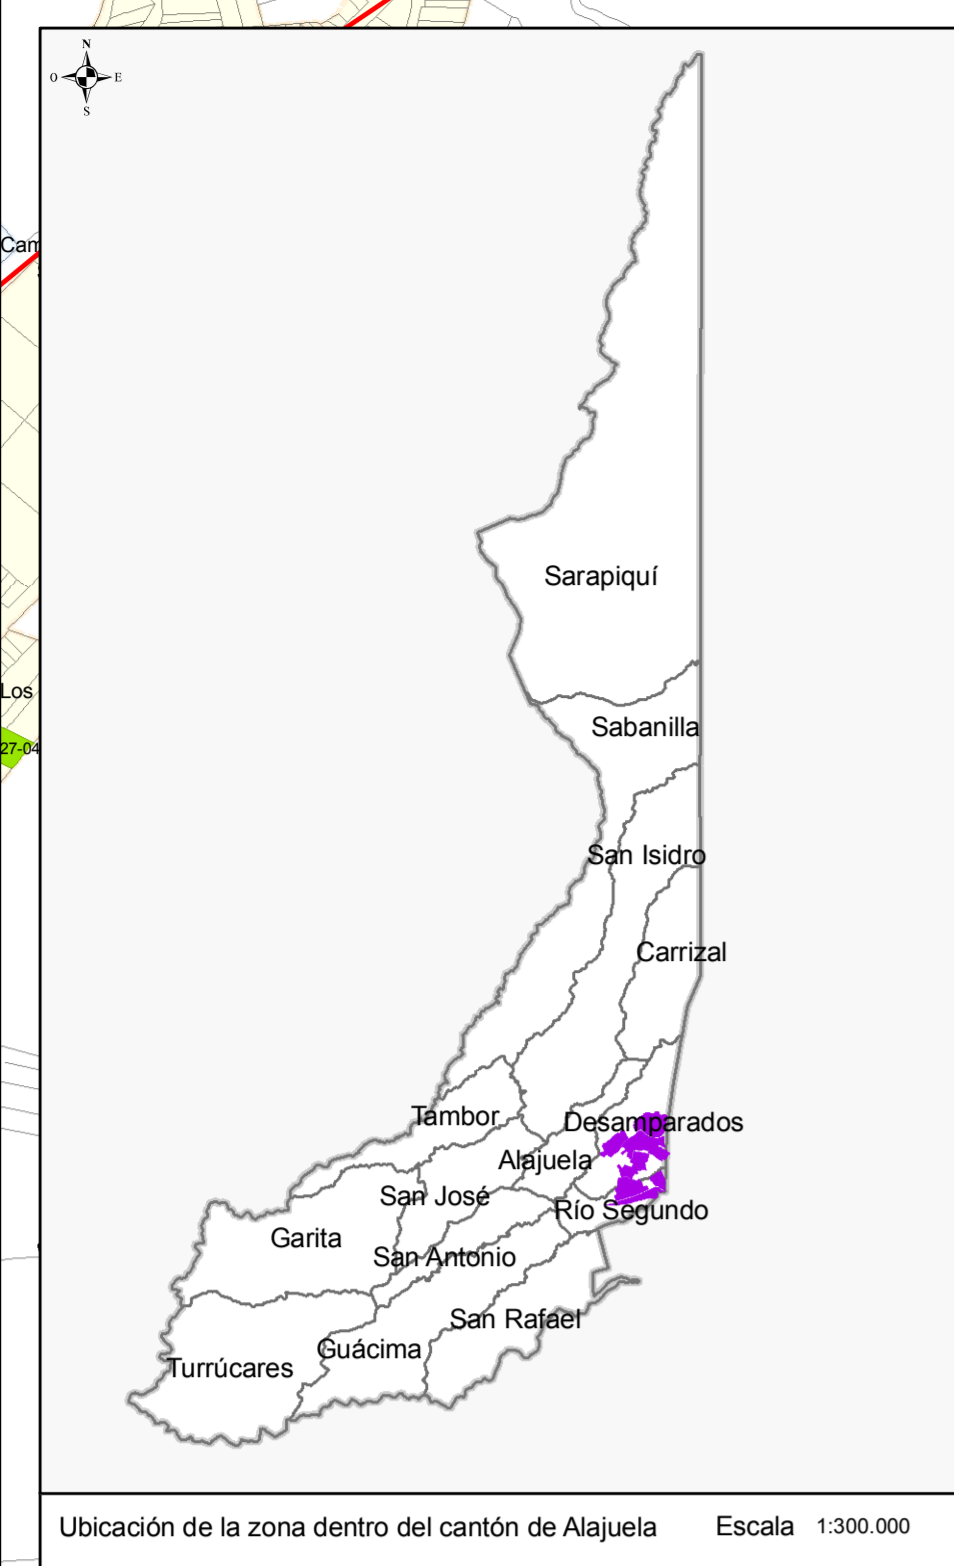 N
O E
S
Cam
Sarapiquí
Los
Sabanilla
27-04
San Isidro
Carrizal
Tambor
Desamparados
Alajuela
San José
Río Segundo
Garita
San Antonio
San Rafael
Guácima
Turrúcares
Ubicación de la zona dentro del cantón de Alajuela Escala 1:300.000